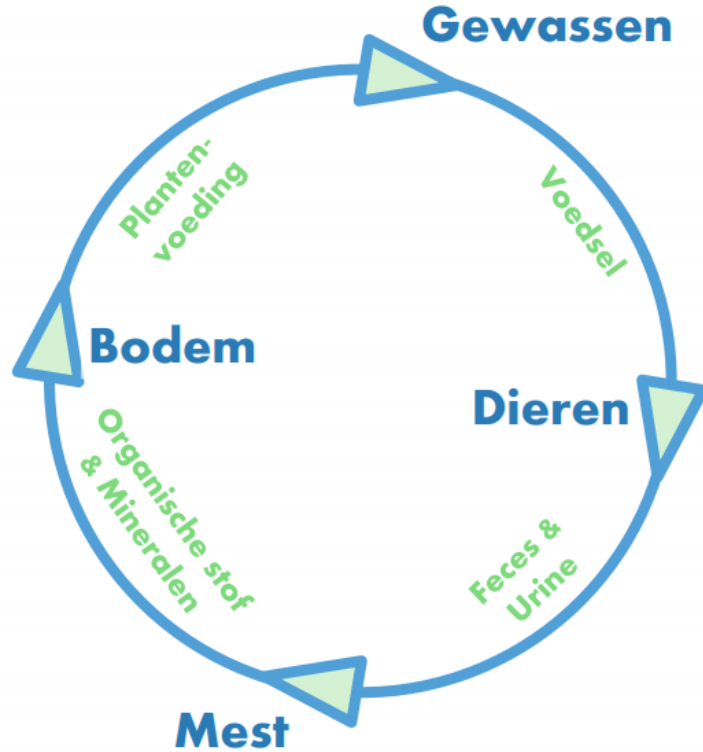 Gewassen
Planten-
voeding
Voedsel
Bodem
Dieren
Organische stof
& Mineralen
Feces &
Urine
Mest